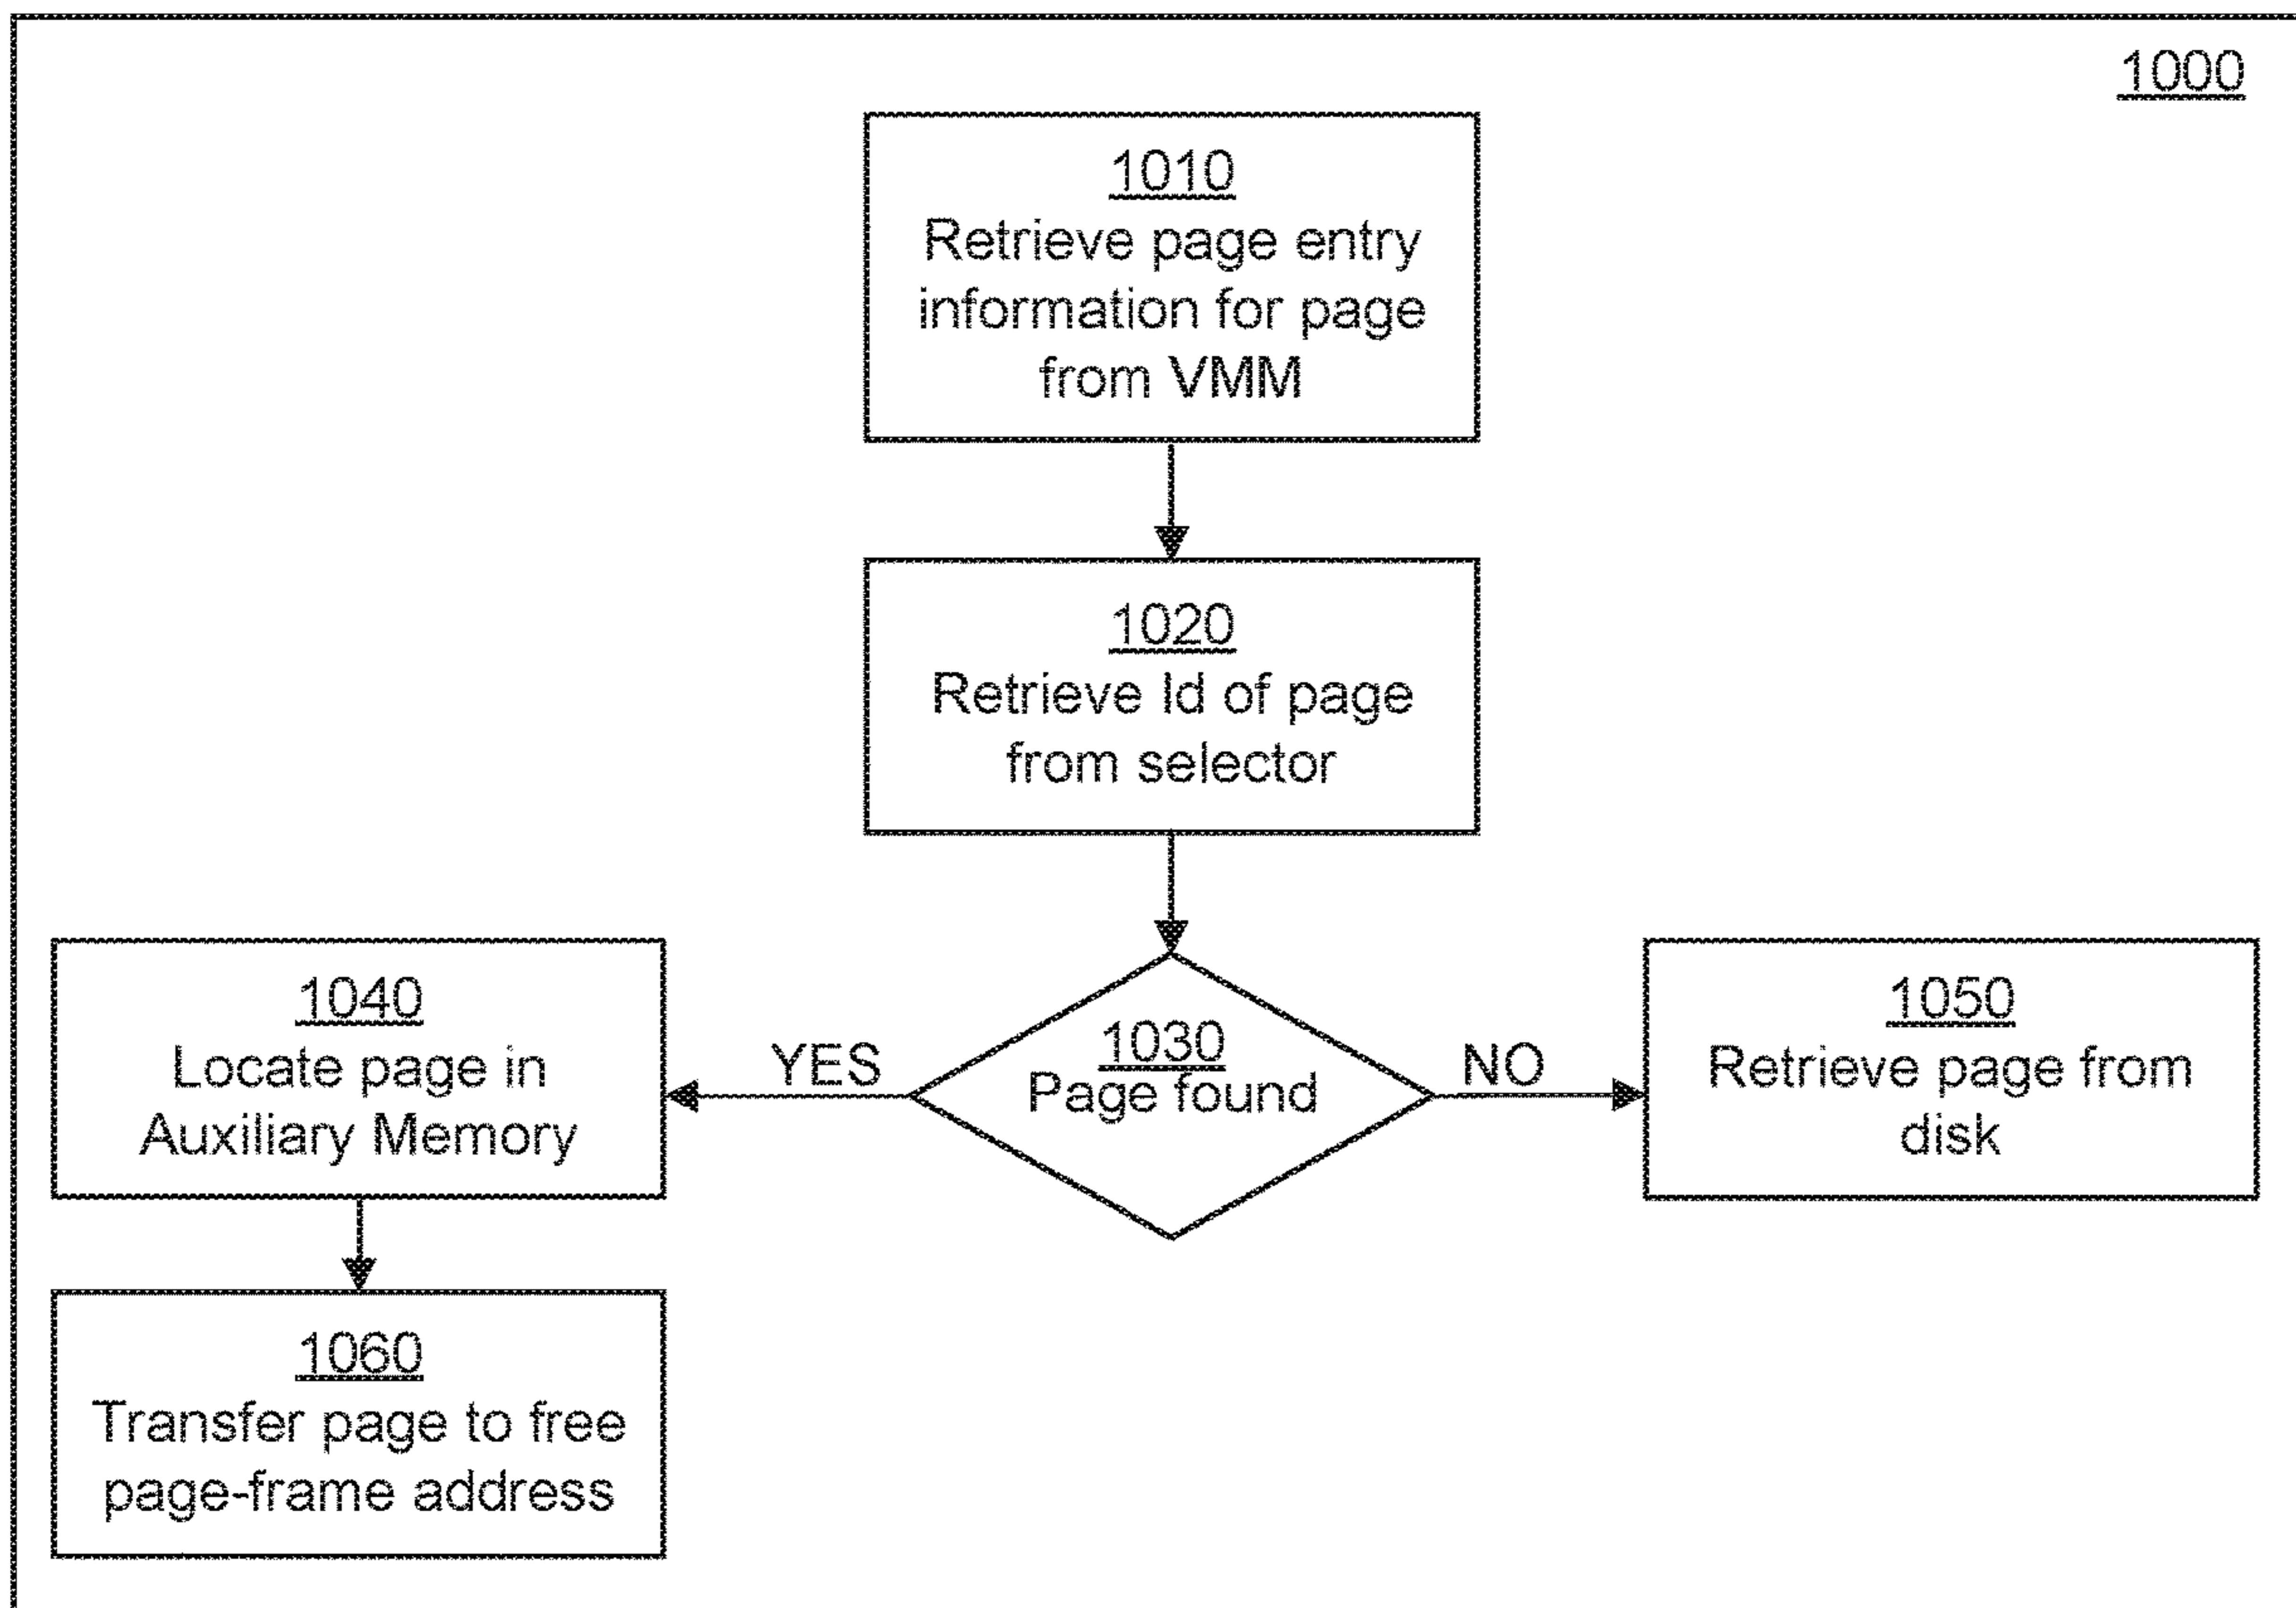 1000
1010
Retrieve page entry
information for page
from VMM
1020
Retrieve Id of page
from selector
1030
Page found
YES
NO
1040
Locate page in
Auxiliary Memory
1050
Retrieve page from
disk
1060
Transfer page to free
page-frame address